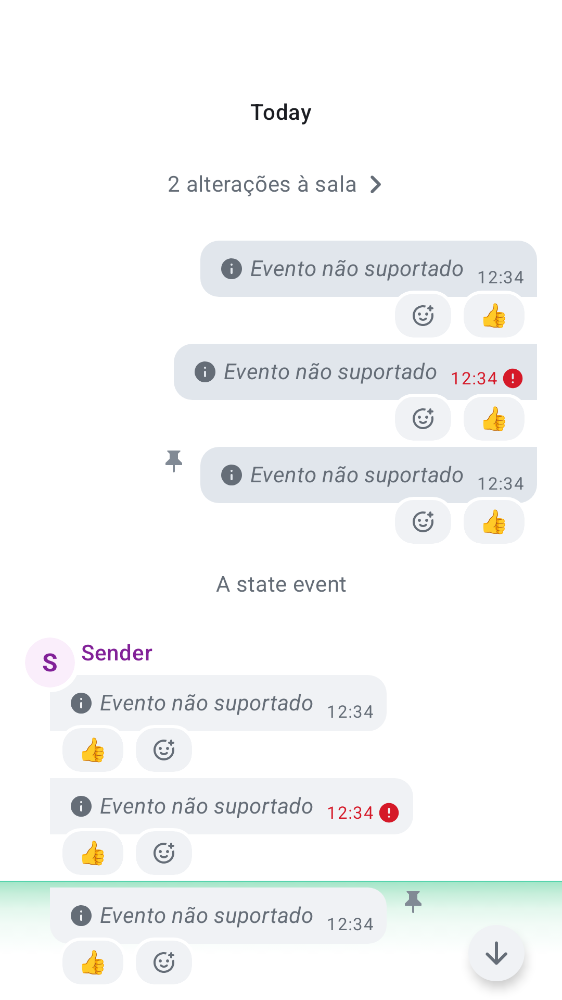 Today
2 alterações à sala
Evento não suportado 12:34
👍
Evento não suportado 12:34
👍
Evento não suportado 12:34
👍
A state event
S Sender
Evento não suportado 12:34
👍
Evento não suportado 12:34
👍
Evento não suportado 12:34
👍